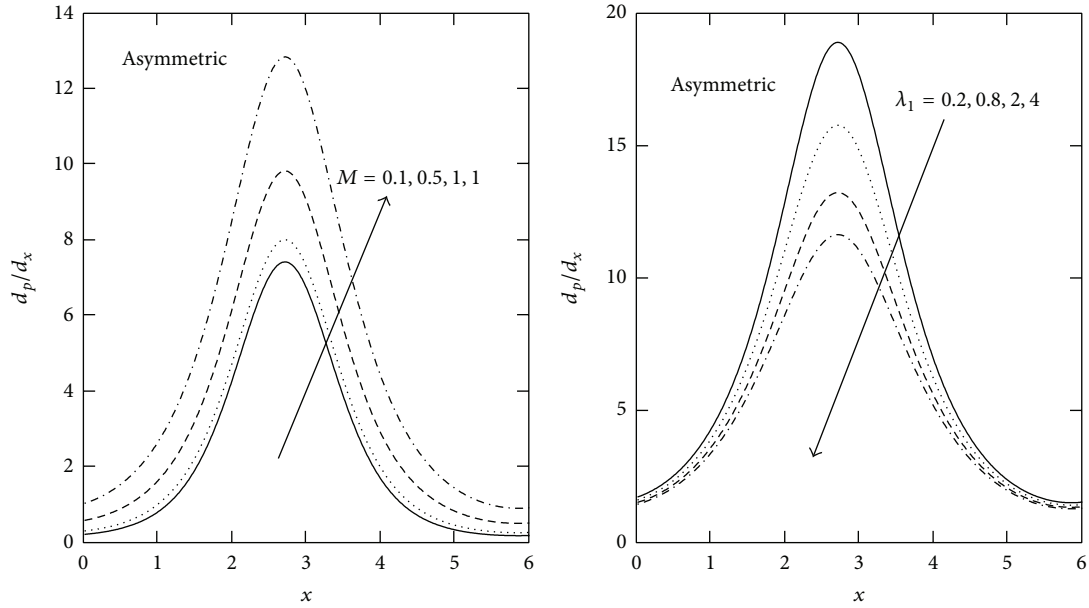 14
12
10
8
6
4
2
0
d_p/d_x
Asymmetric
M = 0.1, 0.5, 1, 1
0 1 2 3 4 5 6
x
20
15
10
5
0
d_p/d_x
Asymmetric
λ₁ = 0.2, 0.8, 2, 4
0 1 2 3 4 5 6
x